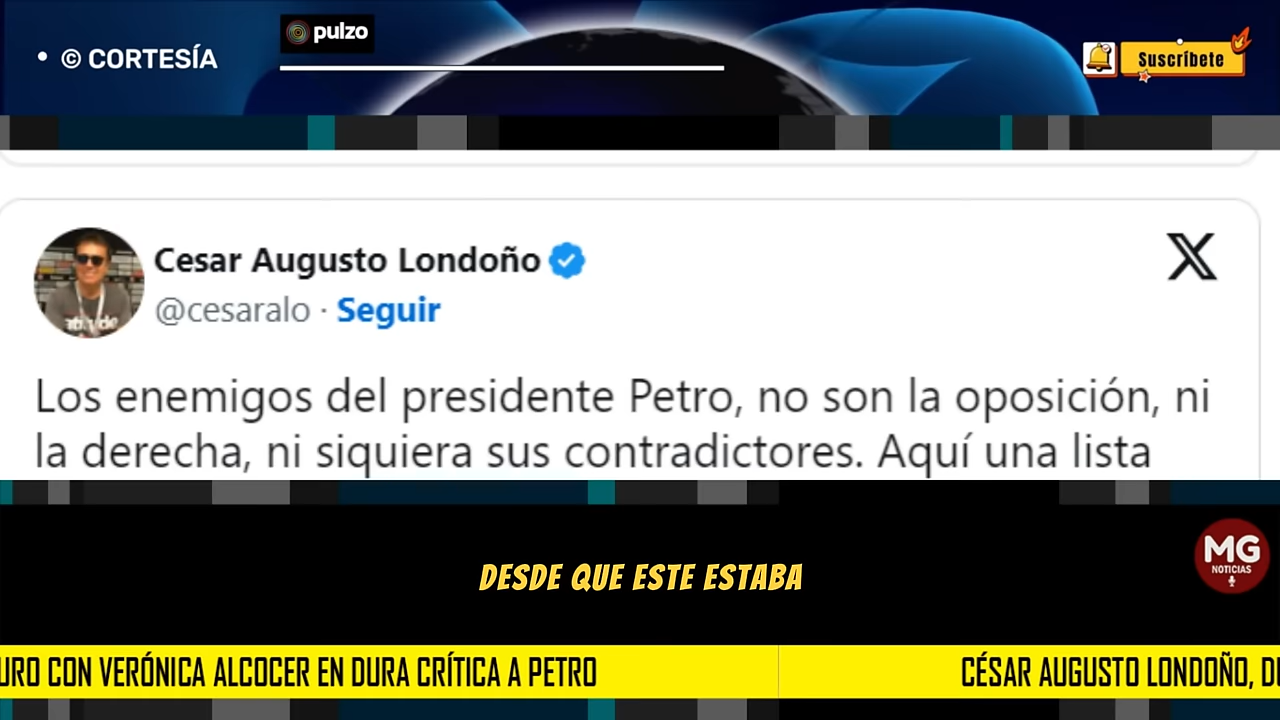 • © CORTESÍA
pulzo
Suscríbete
Cesar Augusto Londoño
@cesaralo · Seguir
Los enemigos del presidente Petro, no son la oposición, ni
la derecha, ni siquiera sus contradictores. Aquí una lista
DESDE QUE ESTE ESTABA
MG
NOTICIAS
URO CON VERÓNICA ALCOCER EN DURA CRÍTICA A PETRO
CÉSAR AUGUSTO LONDOÑO,